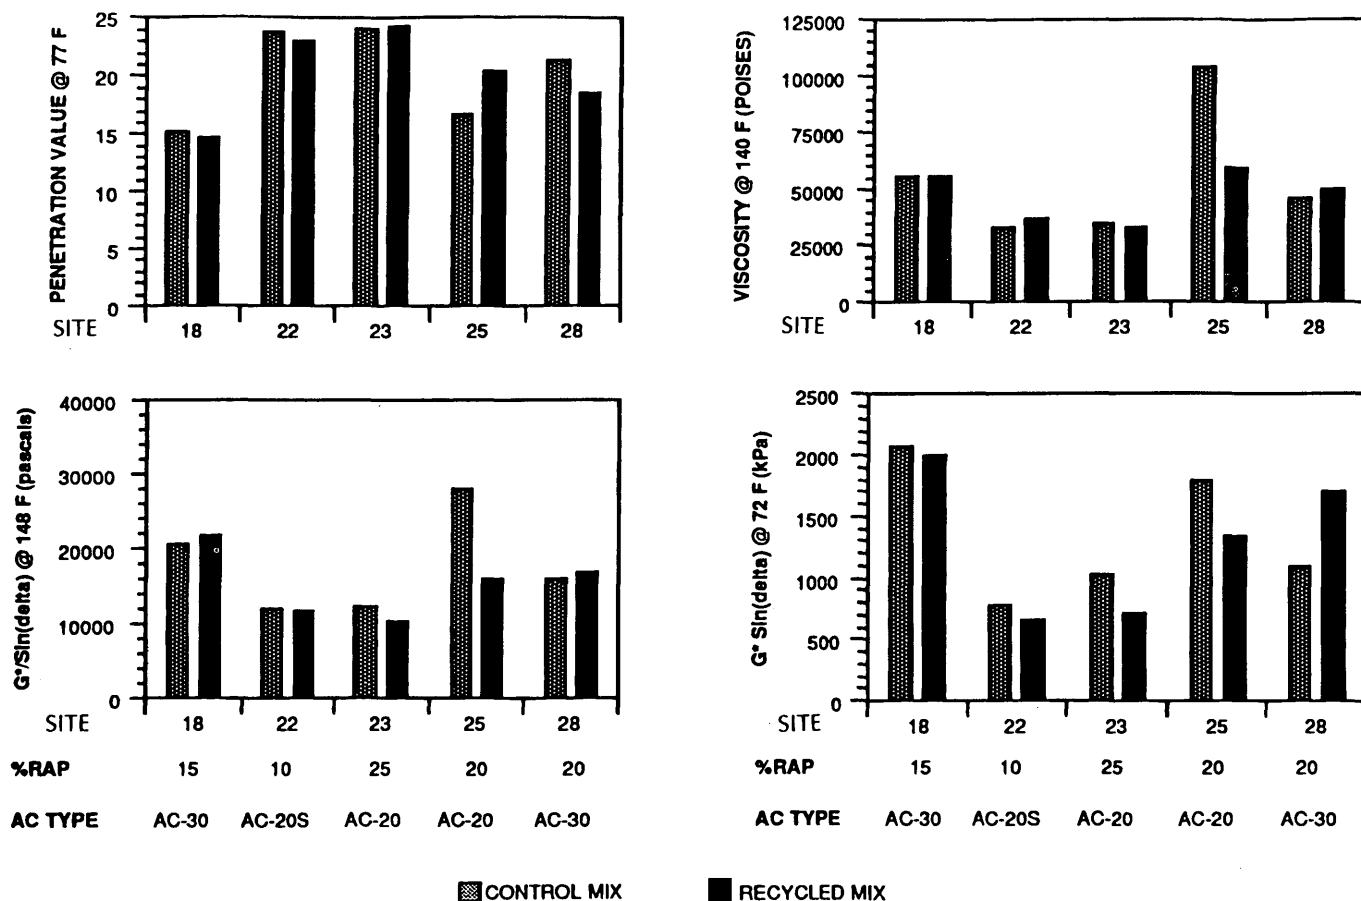 PENETRATION VALUE @ 77 F
25
20
15
10
5
0
SITE 18 22 23 25 28
VISCOSITY @ 140 F (POISES)
125000
100000
75000
50000
25000
0
SITE 18 22 23 25 28
G*/Sin(delta) @ 148 F (pascals)
40000
30000
20000
10000
0
SITE 18 22 23 25 28
%RAP 15 10 25 20 20
AC TYPE AC-30 AC-20S AC-20 AC-20 AC-30
G* Sin(delta) @ 72 F (kPa)
2500
2000
1500
1000
500
0
SITE 18 22 23 25 28
%RAP 15 10 25 20 20
AC TYPE AC-30 AC-20S AC-20 AC-20 AC-30
CONTROL MIX
RECYCLED MIX